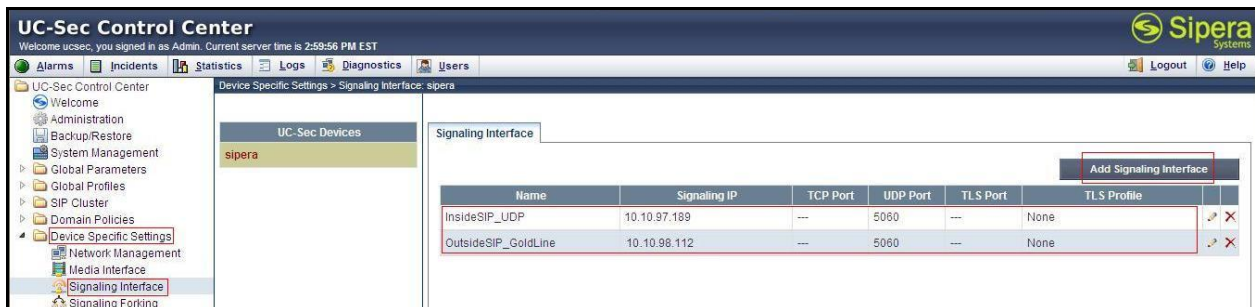 UC-Sec Control Center
Welcome ucsec, you signed in as Admin. Current server time is 2:59:56 PM EST
Sipera
Systems
Alarms Incidents Statistics Logs Diagnostics Users Logout Help
UC-Sec Control Center
Welcome
Administration
Backup/Restore
System Management
Global Parameters
Global Profiles
SIP Cluster
Domain Policies
Device Specific Settings
Network Management
Media Interface
Signaling Interface
Signaling Forking
Device Specific Settings > Signaling Interface: sipera
UC-Sec Devices
sipera
Signaling Interface
Add Signaling Interface
Name Signaling IP TCP Port UDP Port TLS Port TLS Profile
InsideSIP_UDP 10.10.97.189 --- 5060 --- None
OutsideSIP_GoldLine 10.10.98.112 --- 5060 --- None